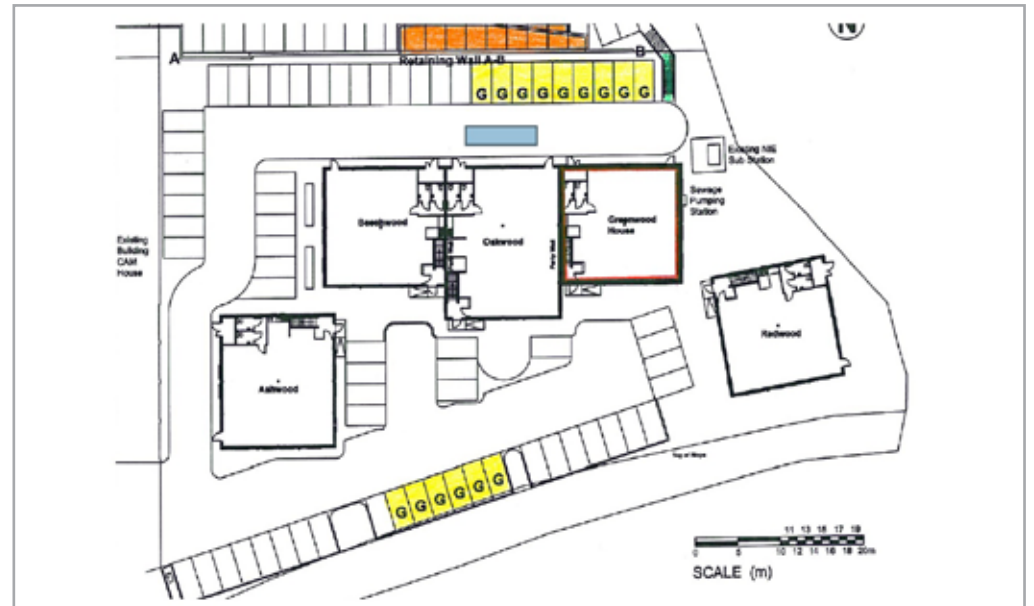 N
A
Retaining Wall A-B
B
G G G G G G G G
Existing NIE
Sub Station
Sewage
Pumping
Station
Beechwood
Oakwood
Party Wall
Greenwood
House
Existing
Building
CAM
House
Redwood
Ashwood
Top of Slope
G G G G G G
11 13 15 17 19
0 5 10 12 14 16 18 20m
SCALE (m)